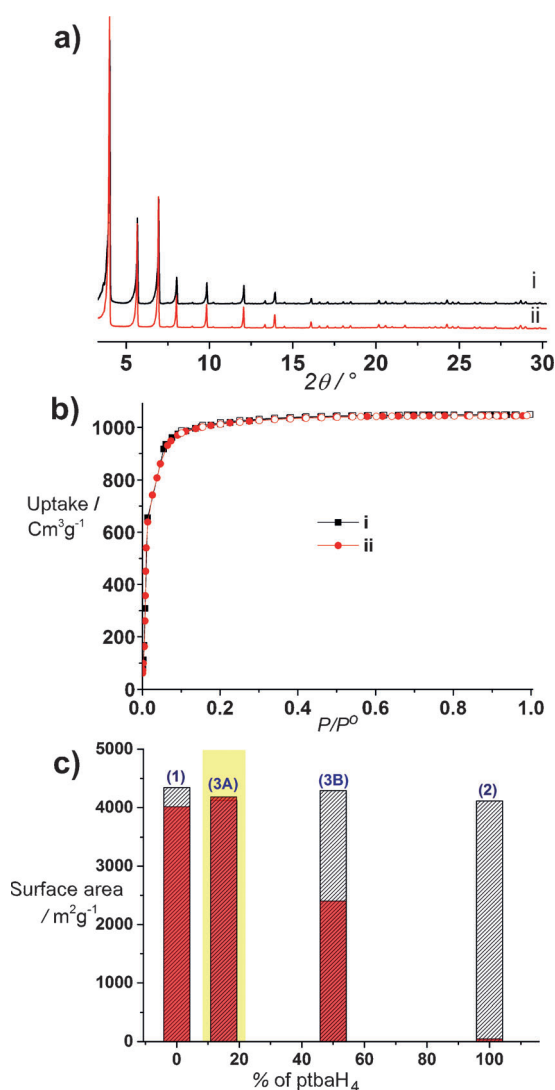 a)
i
ii
5 10 15 20 25 30
2θ / °
b)
1000
800
600
400
200
0
Uptake /
Cm³g⁻¹
i
ii
0.0 0.2 0.4 0.6 0.8 1.0
P/P⁰
c)
5000
4000
3000
2000
1000
0
Surface area
/ m²g⁻¹
(1) (3A) (3B) (2)
0 20 40 60 80 100
% of ptbaH₄